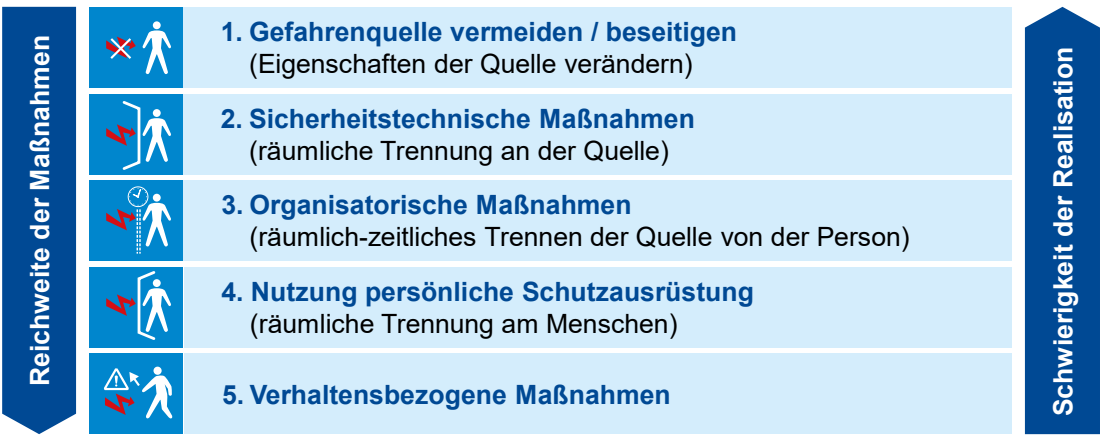 Reichweite der Maßnahmen
1. Gefahrenquelle vermeiden / beseitigen
(Eigenschaften der Quelle verändern)
2. Sicherheitstechnische Maßnahmen
(räumliche Trennung an der Quelle)
3. Organisatorische Maßnahmen
(räumlich-zeitliches Trennen der Quelle von der Person)
4. Nutzung persönliche Schutzausrüstung
(räumliche Trennung am Menschen)
5. Verhaltensbezogene Maßnahmen
Schwierigkeit der Realisation